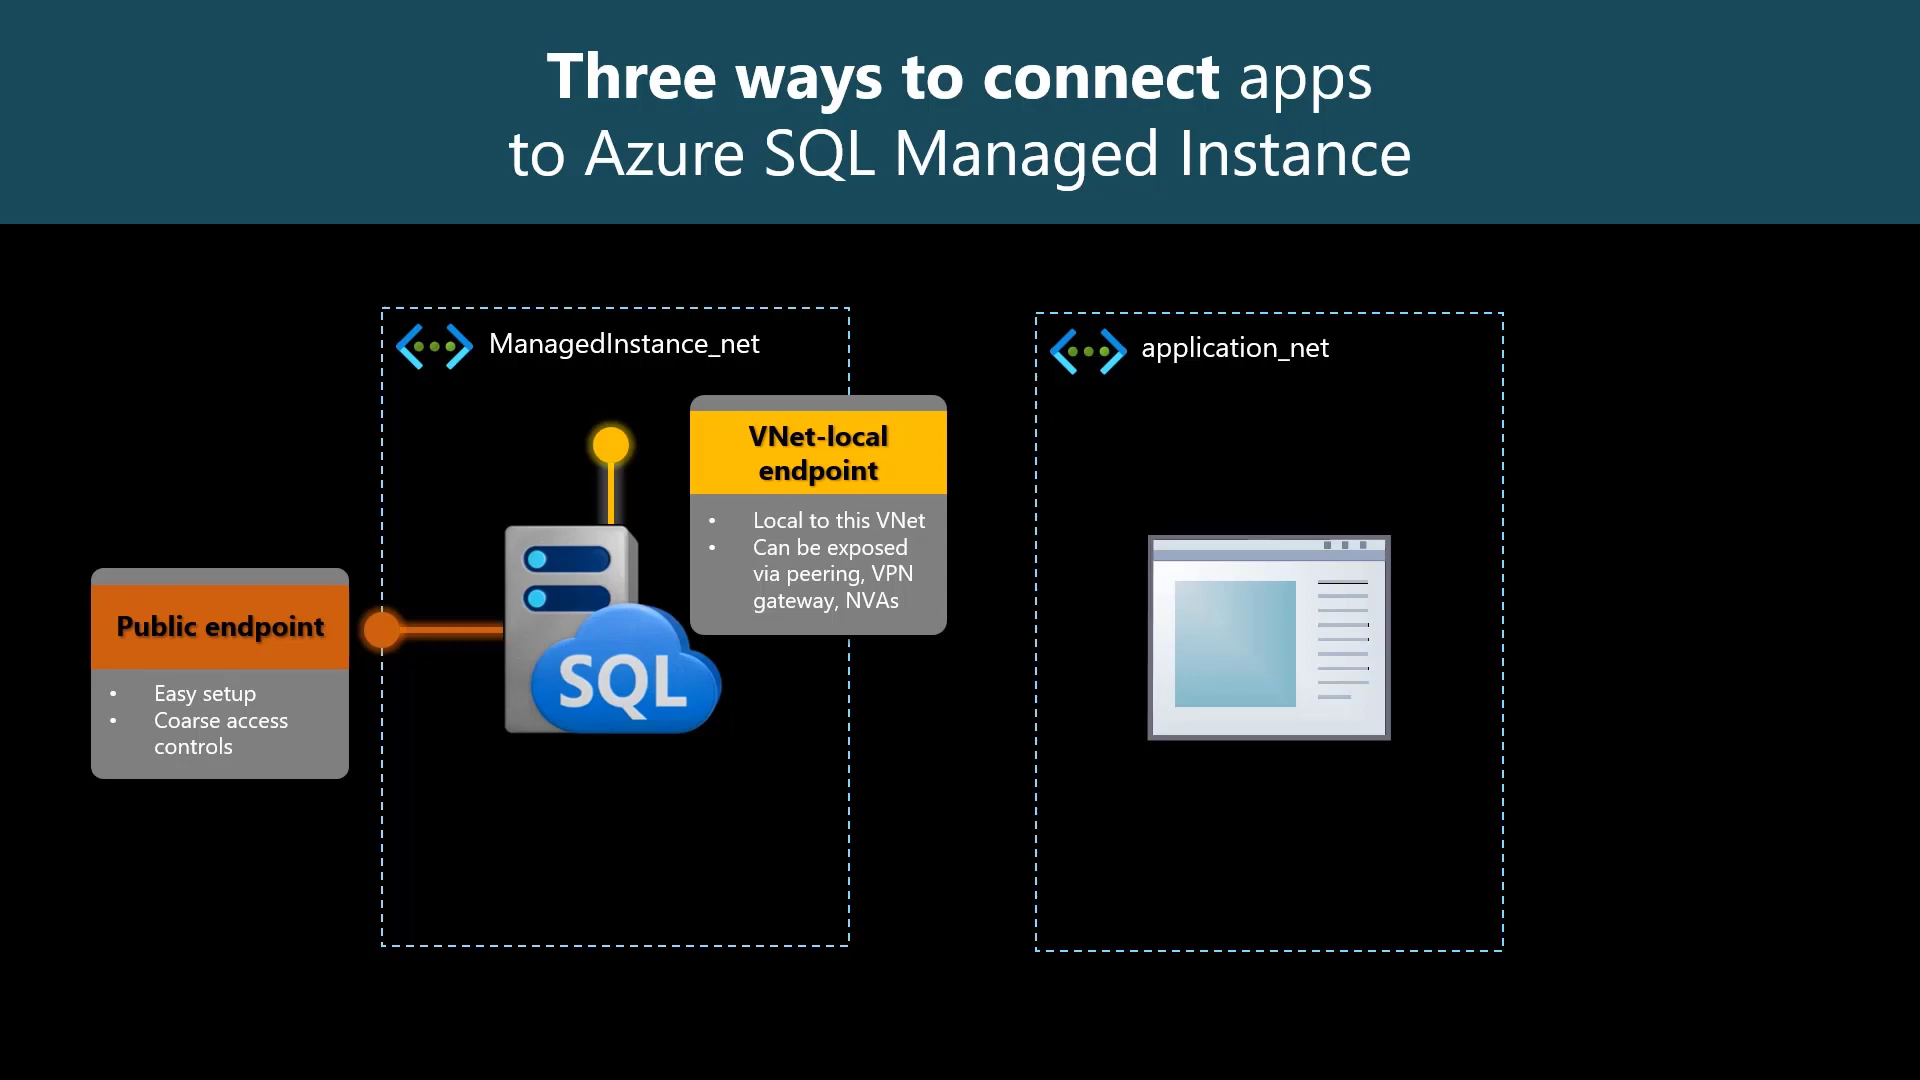 Three ways to connect apps
to Azure SQL Managed Instance
ManagedInstance_net
application_net
VNet-local
endpoint
• Local to this VNet
• Can be exposed
via peering, VPN
gateway, NVAs
Public endpoint
• Easy setup
• Coarse access
controls
SQL